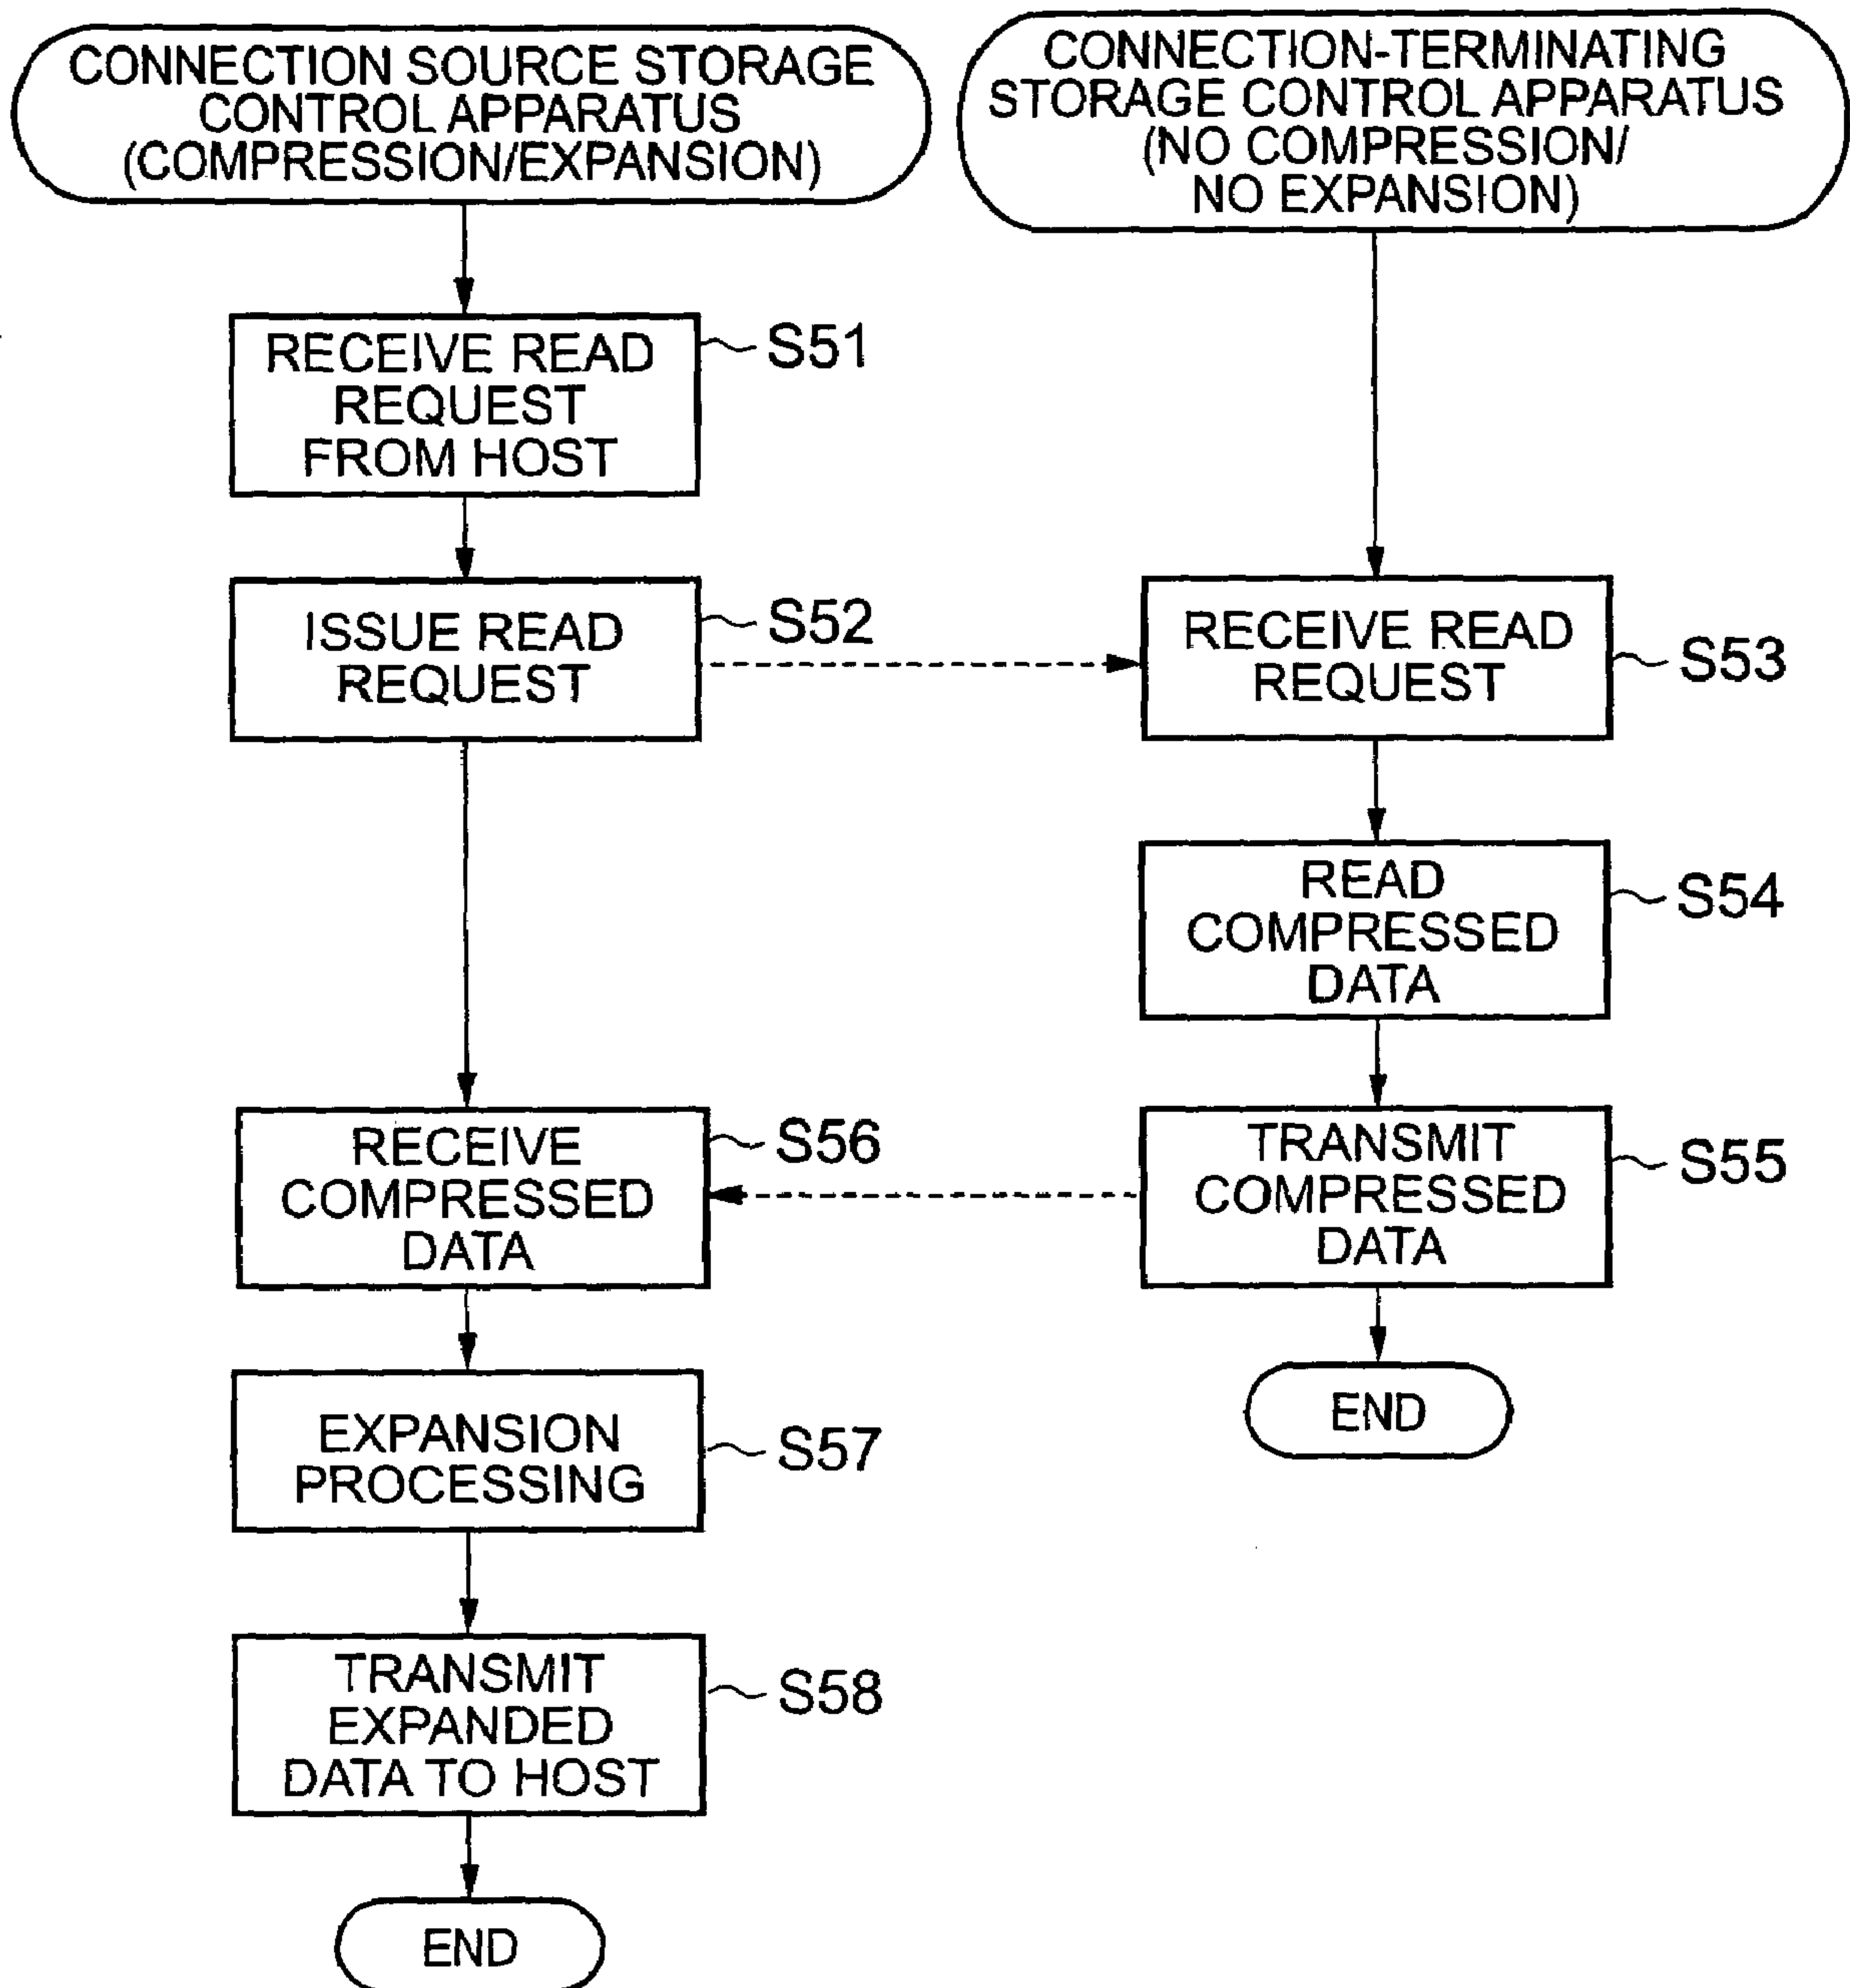 CONNECTION SOURCE STORAGE
CONTROL APPARATUS
(COMPRESSION/EXPANSION)
CONNECTION-TERMINATING
STORAGE CONTROL APPARATUS
(NO COMPRESSION/
NO EXPANSION)
RECEIVE READ
REQUEST
FROM HOST
S51
ISSUE READ
REQUEST
S52
RECEIVE READ
REQUEST
S53
READ
COMPRESSED
DATA
S54
TRANSMIT
COMPRESSED
DATA
S55
RECEIVE
COMPRESSED
DATA
S56
END
EXPANSION
PROCESSING
S57
TRANSMIT
EXPANDED
DATA TO HOST
S58
END